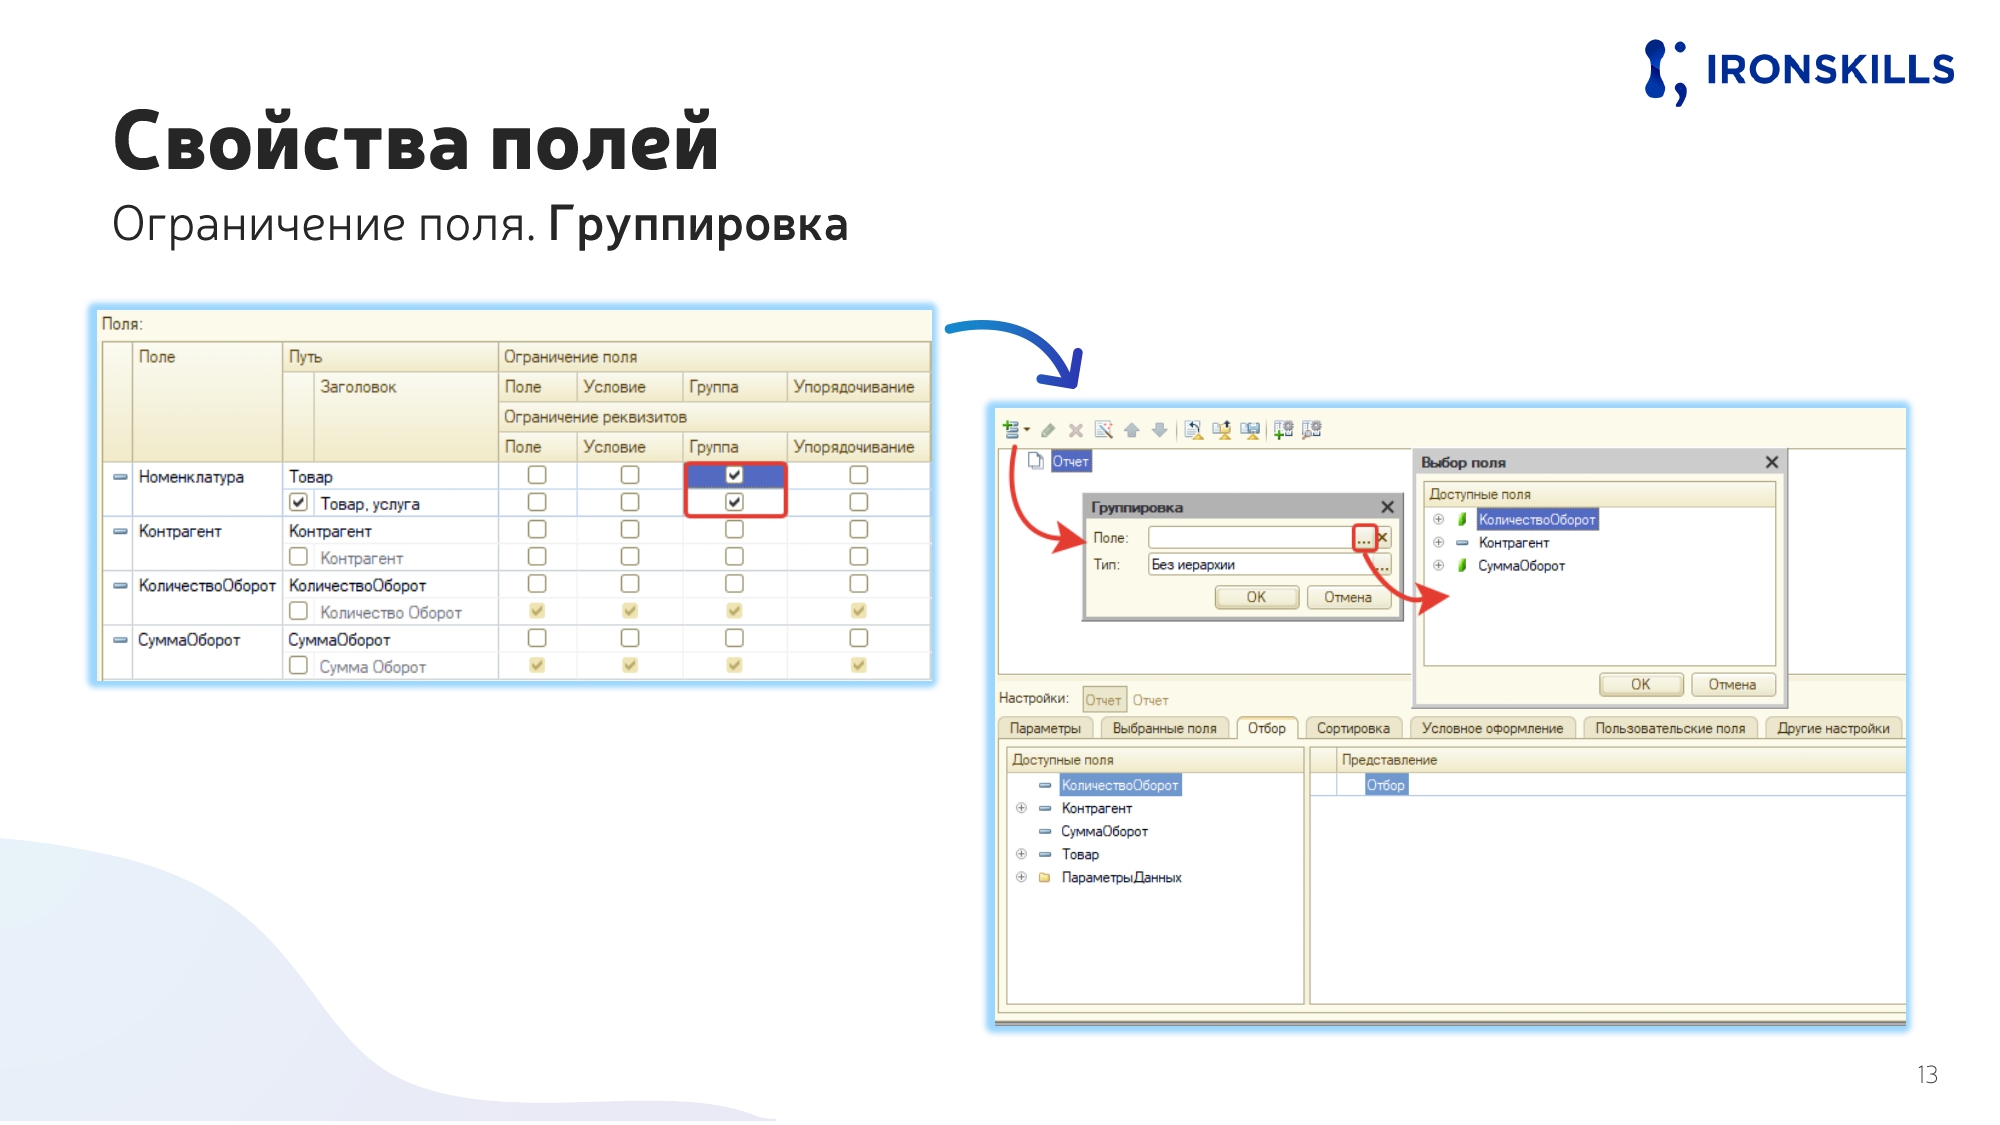 IRONSKILLS
Свойства полей
Ограничение поля. Группировка
Поля:
Поле Путь Ограничение поля
Заголовок Поле Условие Группа Упорядочивание
Ограничение реквизитов
Поле Условие Группа Упорядочивание
Номенклатура Товар
Товар, услуга
Контрагент Контрагент
Контрагент
КоличествоОборот КоличествоОборот
Количество Оборот
СуммаОборот СуммаОборот
Сумма Оборот
Отчет
Группировка
Поле: ...
Тип: Без иерархии ...
OK Отмена
Выбор поля
Доступные поля
КоличествоОборот
Контрагент
СуммаОборот
OK Отмена
Настройки: Отчет Отчет
Параметры Выбранные поля Отбор Сортировка Условное оформление Пользовательские поля Другие настройки
Доступные поля Представление
КоличествоОборот Отбор
Контрагент
СуммаОборот
Товар
ПараметрыДанных
13